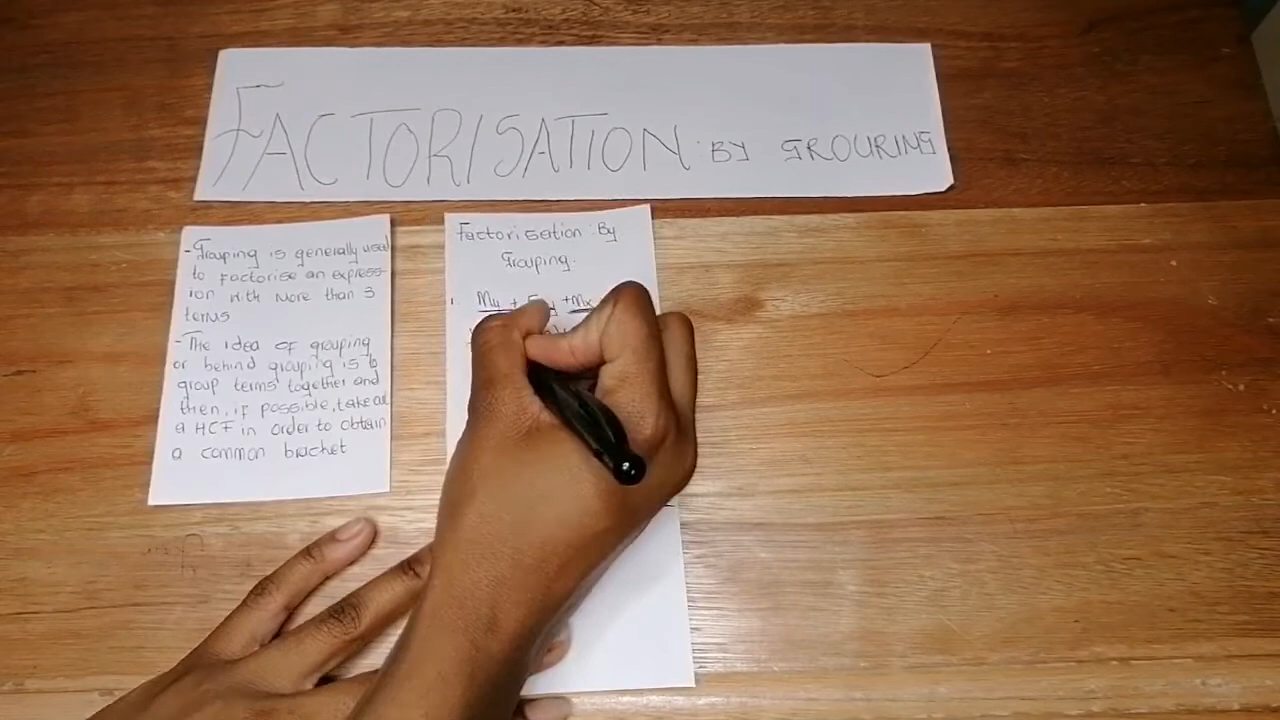 FACTORISATION: BY GROUPING
- Grouping is generally used
to factorise an express-
ion with more than 3
terms
- The idea of grouping
or behind grouping is to
group terms together and
then, if possible, take out
a HCF in order to obtain
a common bracket
Factorisation: By
Grouping.
My + +Mx